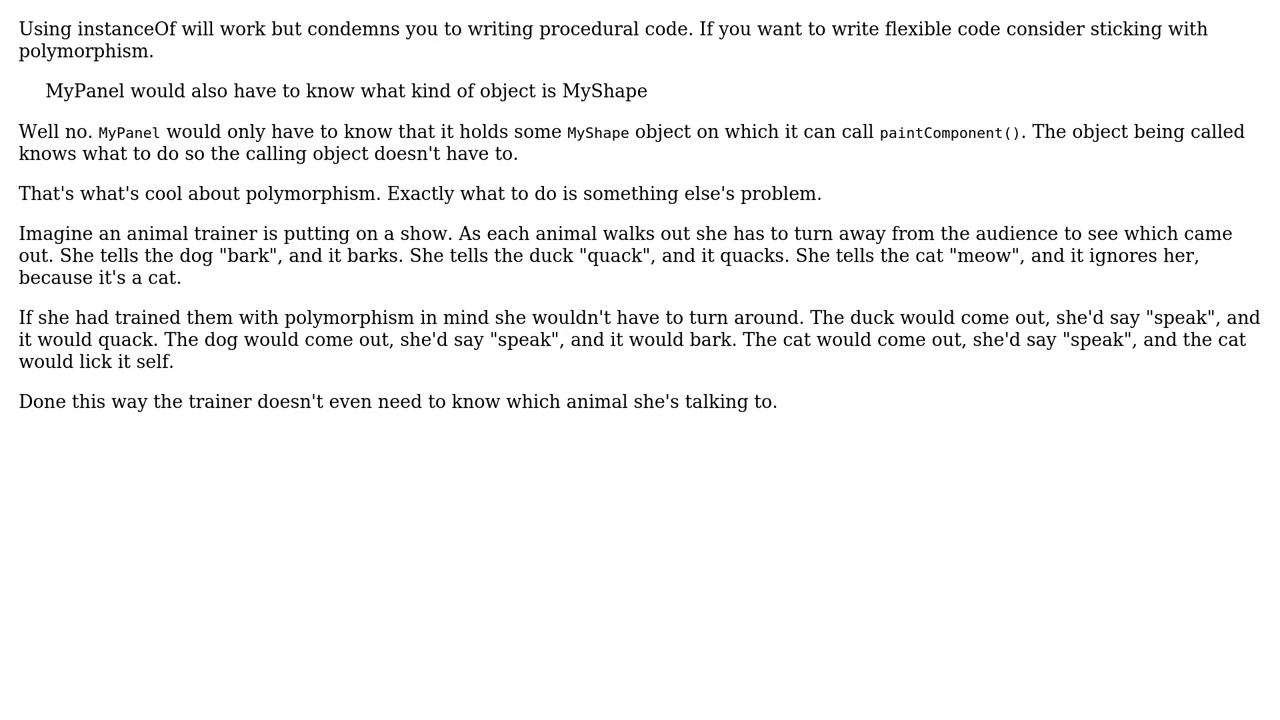 Using instanceOf will work but condemns you to writing procedural code. If you want to write flexible code consider sticking with
polymorphism.
MyPanel would also have to know what kind of object is MyShape
Well no. MyPanel would only have to know that it holds some MyShape object on which it can call paintComponent(). The object being called
knows what to do so the calling object doesn't have to.
That's what's cool about polymorphism. Exactly what to do is something else's problem.
Imagine an animal trainer is putting on a show. As each animal walks out she has to turn away from the audience to see which came
out. She tells the dog "bark", and it barks. She tells the duck "quack", and it quacks. She tells the cat "meow", and it ignores her,
because it's a cat.
If she had trained them with polymorphism in mind she wouldn't have to turn around. The duck would come out, she'd say "speak", and
it would quack. The dog would come out, she'd say "speak", and it would bark. The cat would come out, she'd say "speak", and the cat
would lick it self.
Done this way the trainer doesn't even need to know which animal she's talking to.